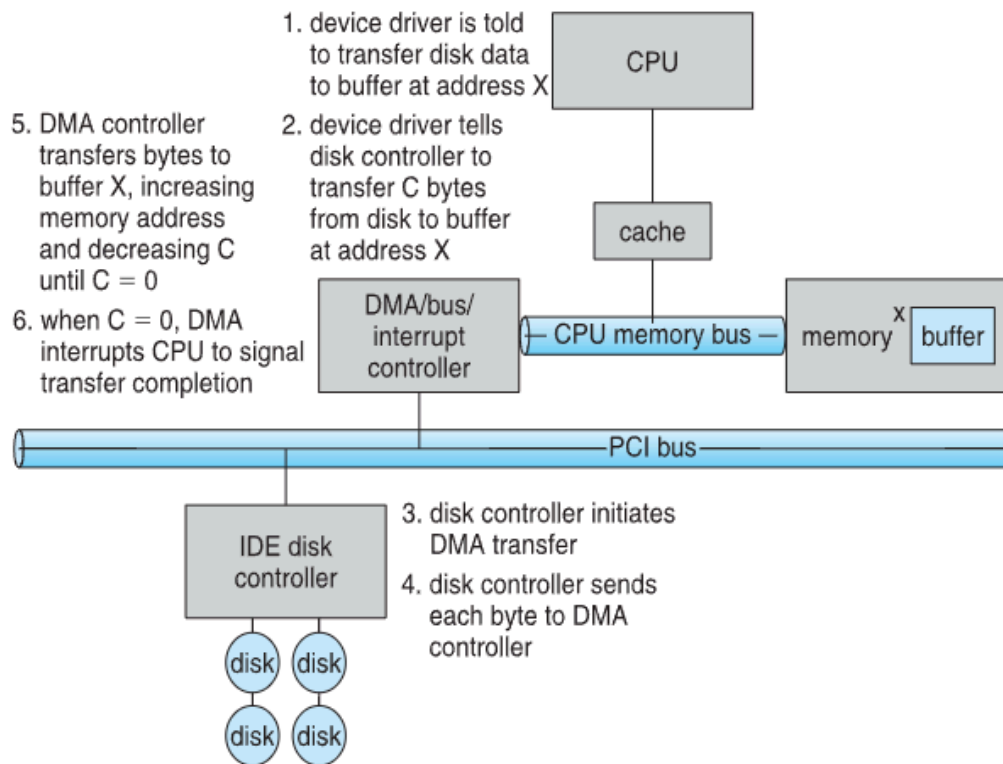 1. device driver is told
to transfer disk data
to buffer at address X
CPU
5. DMA controller
transfers bytes to
buffer X, increasing
memory address
and decreasing C
until C = 0
2. device driver tells
disk controller to
transfer C bytes
from disk to buffer
at address X
cache
6. when C = 0, DMA
interrupts CPU to signal
transfer completion
DMA/bus/
interrupt
controller
CPU memory bus
memory
x
buffer
PCI bus
IDE disk
controller
3. disk controller initiates
DMA transfer
4. disk controller sends
each byte to DMA
controller
disk
disk
disk
disk